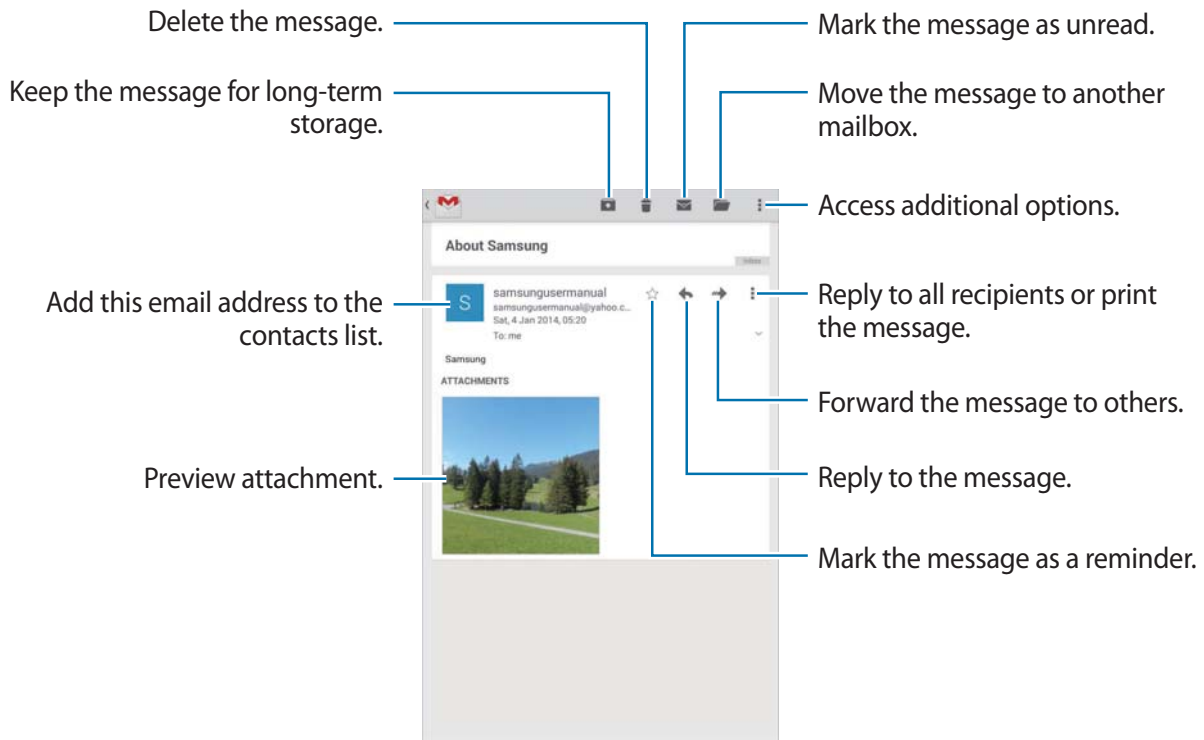 Delete the message.
Mark the message as unread.
Keep the message for long-term
storage.
Move the message to another
mailbox.
Access additional options.
About Samsung
Inbox
Add this email address to the
contacts list.
S
samsungusermanual
samsungusermanual@yahoo.c...
Sat, 4 Jan 2014, 05:20
To: me
Reply to all recipients or print
the message.
Samsung
ATTACHMENTS
Forward the message to others.
Preview attachment.
Reply to the message.
Mark the message as a reminder.